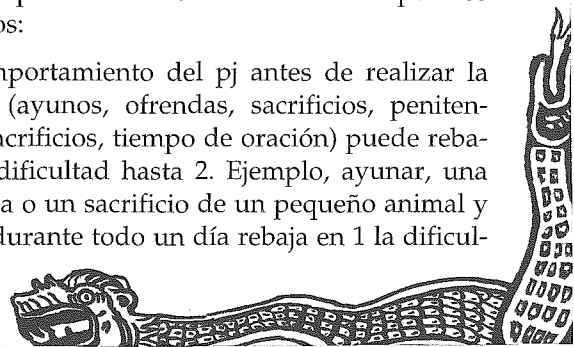 os:
mportamiento del pj antes de realizar la
(ayunos, ofrendas, sacrificios, peniten-
acrificios, tiempo de oración) puede reba-
dificultad hasta 2. Ejemplo, ayunar, una
a o un sacrificio de un pequeño animal y
durante todo un día rebaja en 1 la dificul-